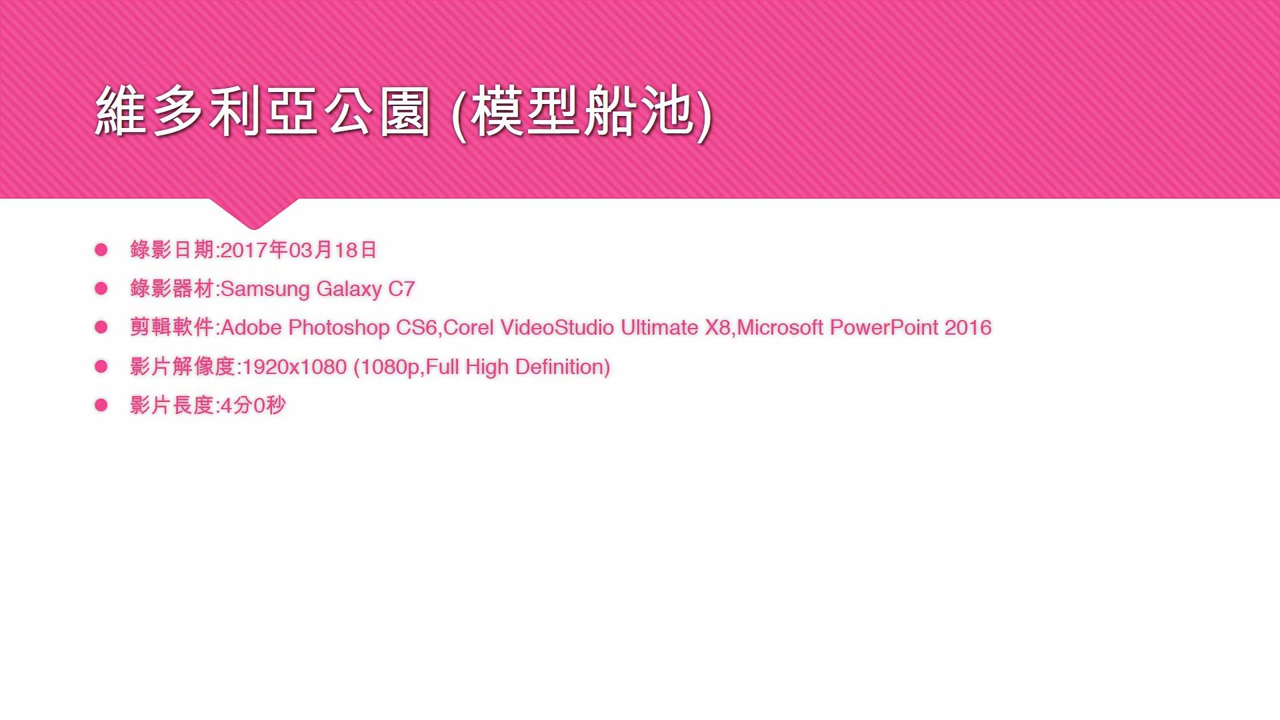 維多利亞公園 (模型船池)
錄影日期:2017年03月18日
錄影器材:Samsung Galaxy C7
剪輯軟件:Adobe Photoshop CS6,Corel VideoStudio Ultimate X8,Microsoft PowerPoint 2016
影片解像度:1920x1080 (1080p,Full High Definition)
影片長度:4分0秒